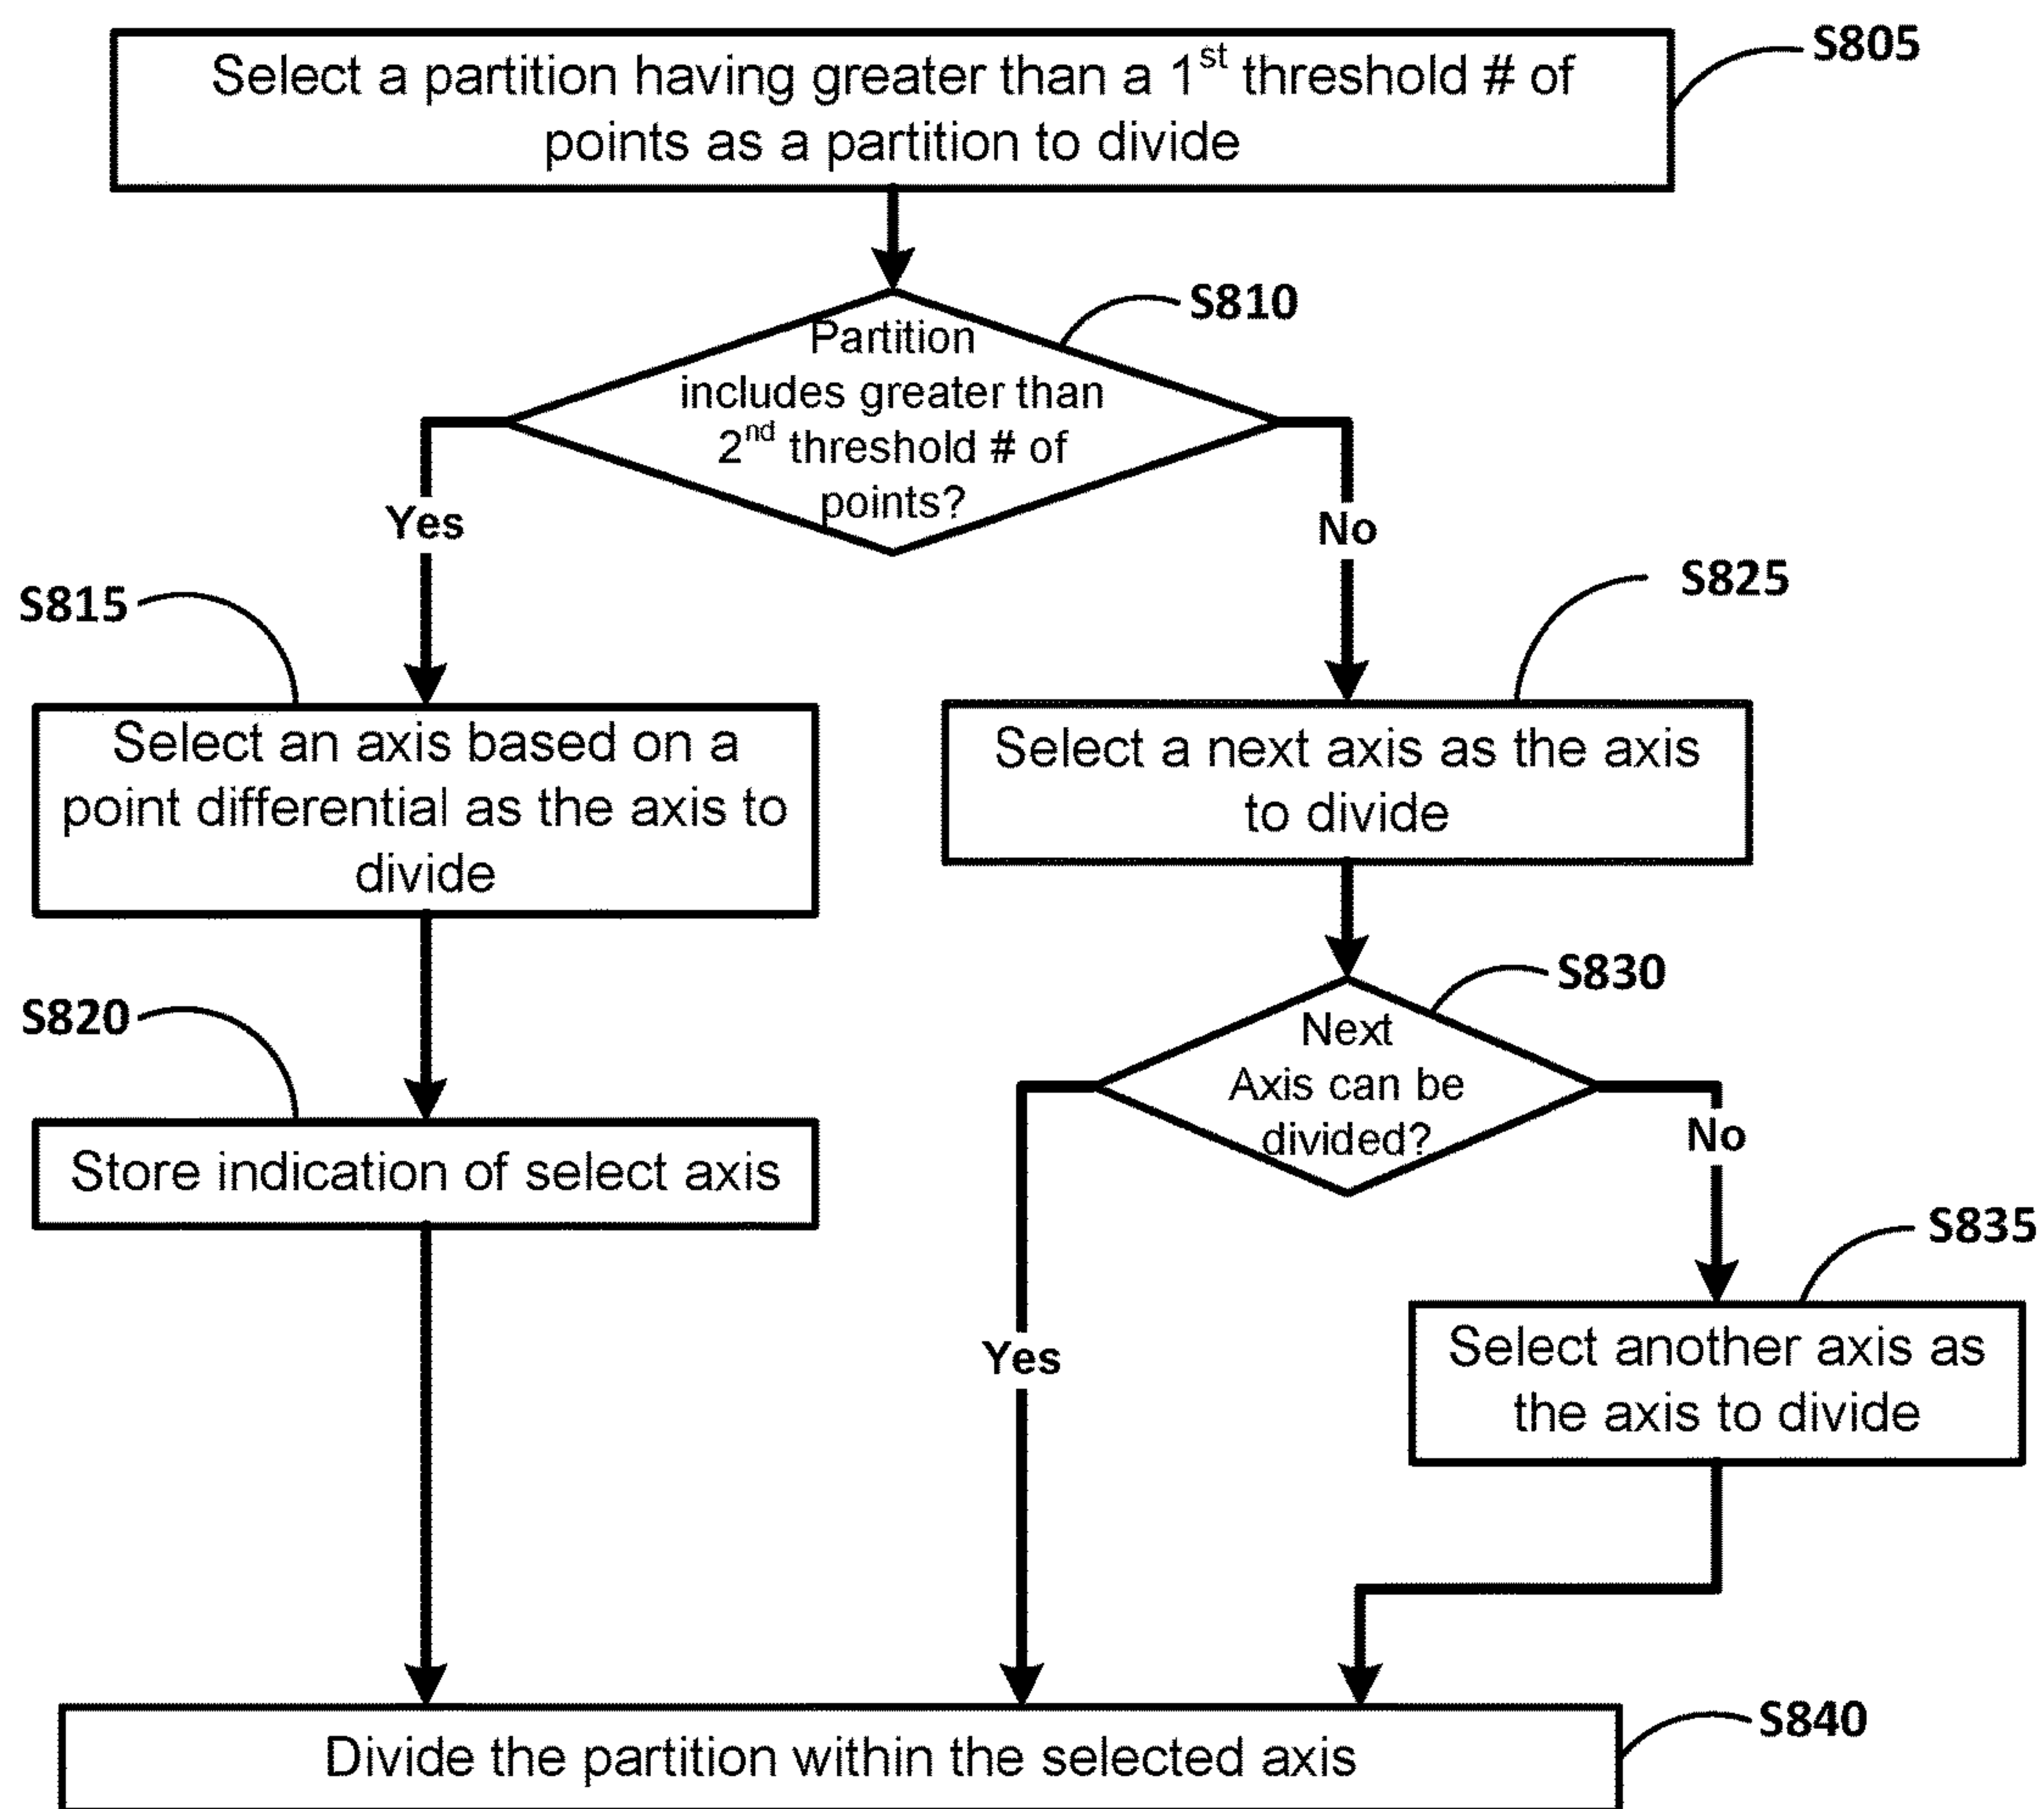 Select a partition having greater than a 1st threshold # of
points as a partition to divide
S805
Partition
includes greater than
2nd threshold # of
points?
S810
Yes
No
S815
Select an axis based on a
point differential as the axis to
divide
S825
Select a next axis as the axis
to divide
S820
Store indication of select axis
S830
Next
Axis can be
divided?
Yes
No
S835
Select another axis as
the axis to divide
S840
Divide the partition within the selected axis